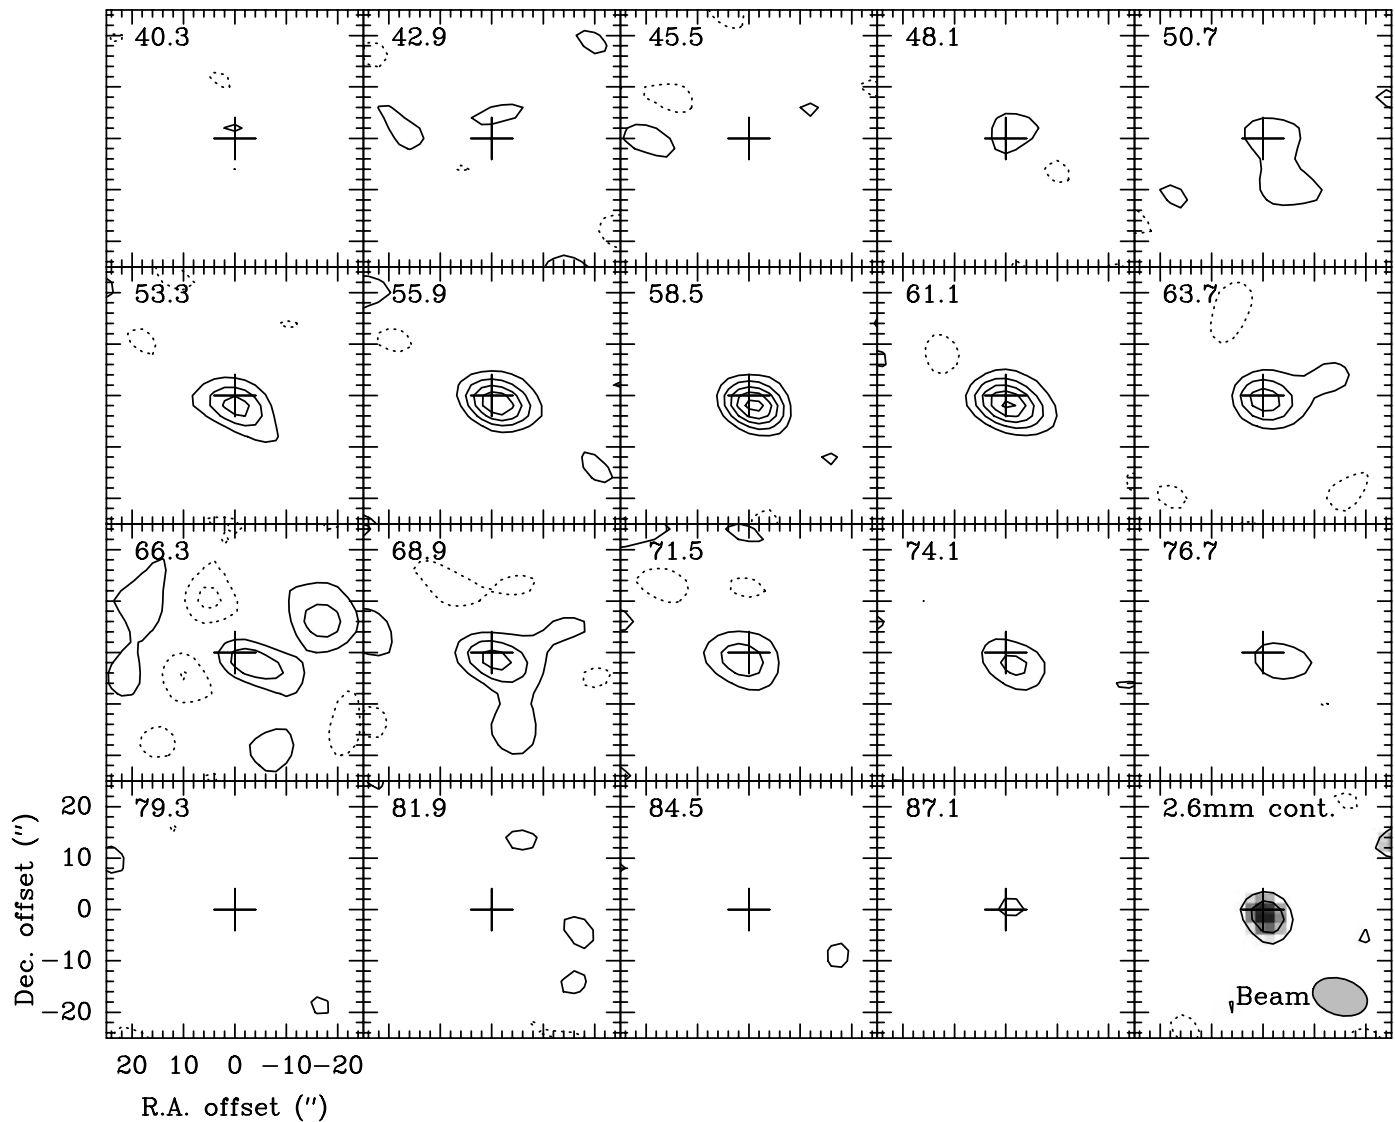 40.3 42.9 45.5 48.1 50.7
53.3 55.9 58.5 61.1 63.7
66.3 68.9 71.5 74.1 76.7
79.3 81.9 84.5 87.1 2.6mm cont.
20
10
0
−10
−20
Dec. offset (″)
Beam
20 10 0 −10 −20
R.A. offset (″)